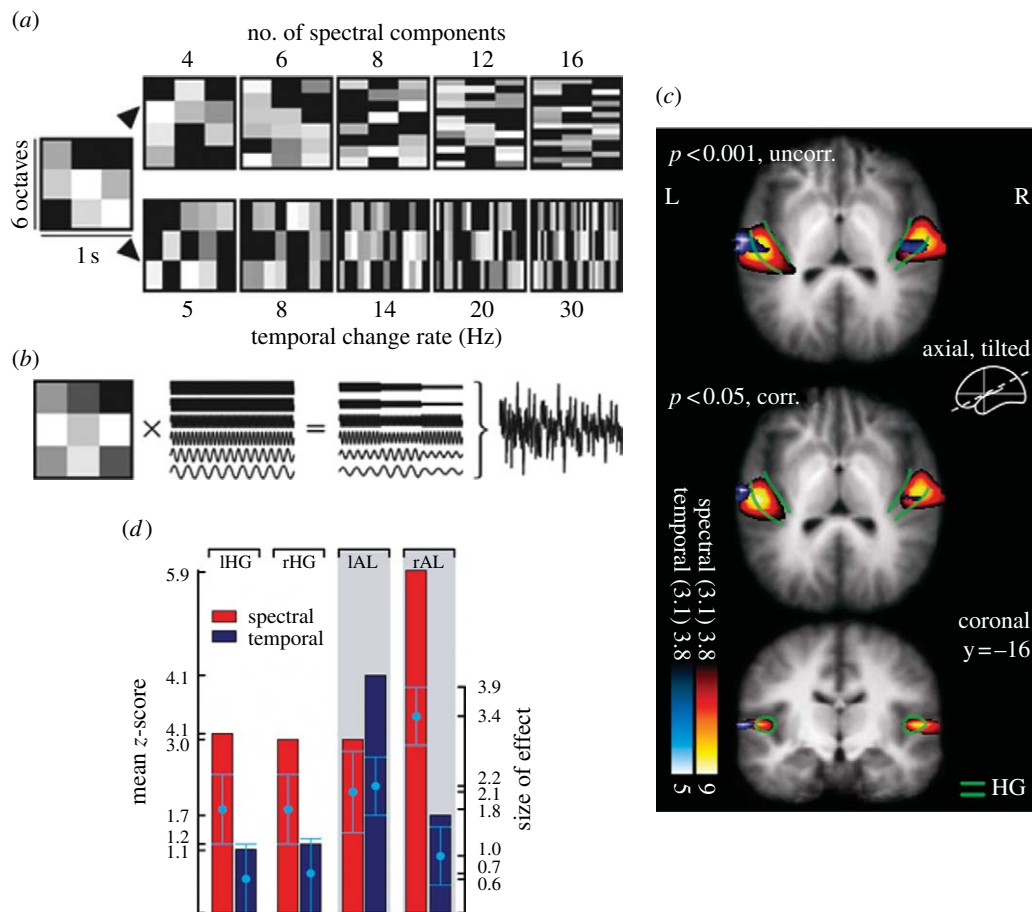 (a)
no. of spectral components
4 6 8 12 16
6 octaves
1 s
5 8 14 20 30
temporal change rate (Hz)
(b)
× = }
(c)
p < 0.001, uncorr.
L R
axial, tilted
p < 0.05, corr.
spectral (3.1) 3.8 9
temporal (3.1) 3.8 5
coronal
y = –16
HG
(d)
lHG rHG lAL rAL
spectral
temporal
mean z-score
5.9
4.1
4.1
3.0
1.7
1.2
1.1
size of effect
3.9
3.4
2.2
2.1
1.8
1.0
0.7
0.6